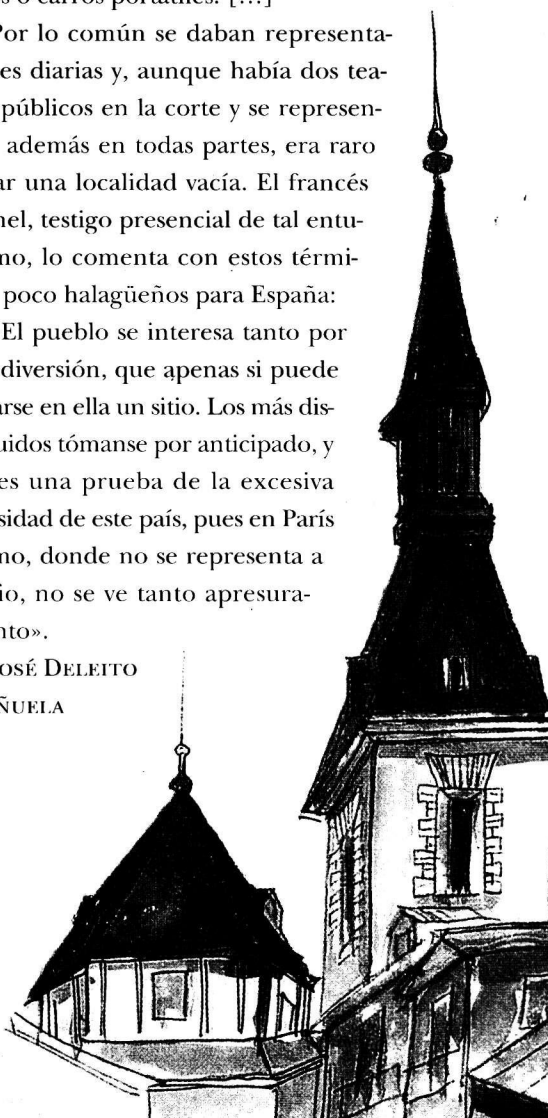 s o carros portátiles. […]
Por lo común se daban representa-
es diarias y, aunque había dos tea-
públicos en la corte y se represen-
además en todas partes, era raro
ar una localidad vacía. El francés
nel, testigo presencial de tal entu-
mo, lo comenta con estos térmi-
poco halagüeños para España:
El pueblo se interesa tanto por
diversión, que apenas si puede
arse en ella un sitio. Los más dis-
uidos tómanse por anticipado, y
es una prueba de la excesiva
sidad de este país, pues en París
mo, donde no se representa a
io, no se ve tanto apresura-
nto».
OSÉ DELEITO
ÑUELA